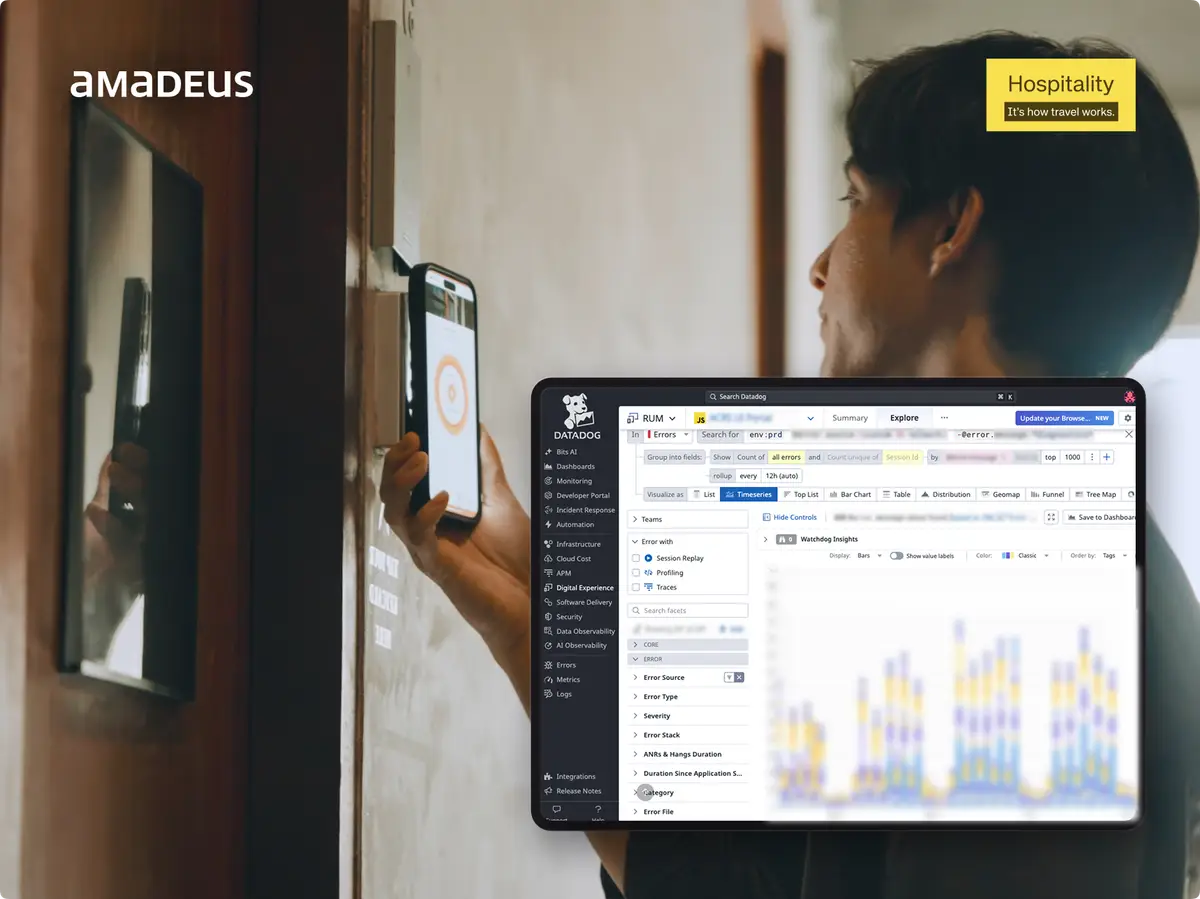 amadeus
Hospitality
It's how travel works.
DATADOG
Search Datadog
⌘ K
Bits AI
Dashboards
Monitoring
Developer Portal
Incident Response
Automation
Infrastructure
Cloud Cost
APM
Digital Experience
Software Delivery
Security
Data Observability
AI Observability
Errors
Metrics
Logs
Integrations
Release Notes
Support
Help
RUM
JS
Summary
Explore
Update your Browse... NEW
In Errors Search for env:prd
Group into fields: Show Count of all errors and Count unique of Session Id by top 1000
rollup every 12h (auto)
Visualize as List Timeseries Top List Bar Chart Table Distribution Geomap Funnel Tree Map
Teams
Error with
Session Replay
Profiling
Traces
Search facets
CORE
ERROR
Error Source
Error Type
Severity
Error Stack
ANRs & Hangs Duration
Duration Since Application S...
Category
Error File
Hide Controls
Save to Dashboard
Watchdog Insights
Display: Bars Show value labels Color: Classic Order by: Tags